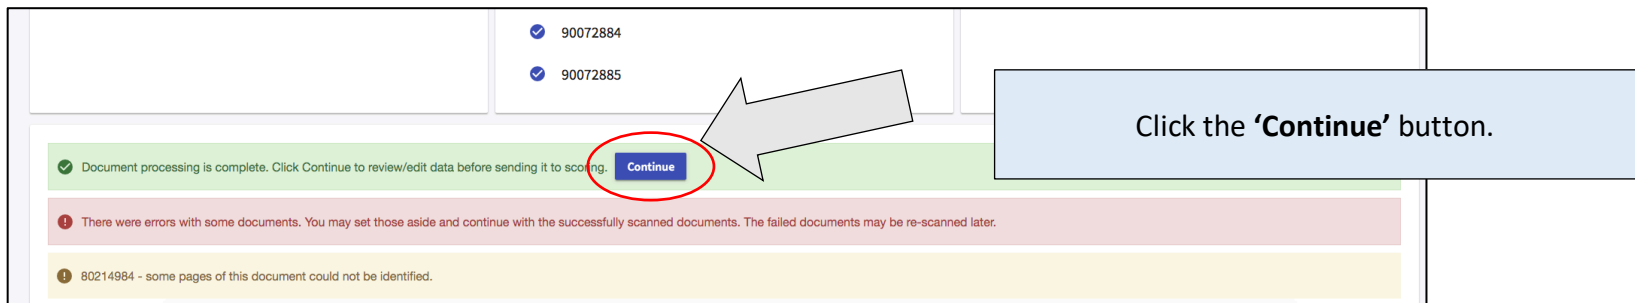 90072884
90072885
Click the ‘Continue’ button.
Document processing is complete. Click Continue to review/edit data before sending it to scoring. Continue
There were errors with some documents. You may set those aside and continue with the successfully scanned documents. The failed documents may be re-scanned later.
80214984 - some pages of this document could not be identified.